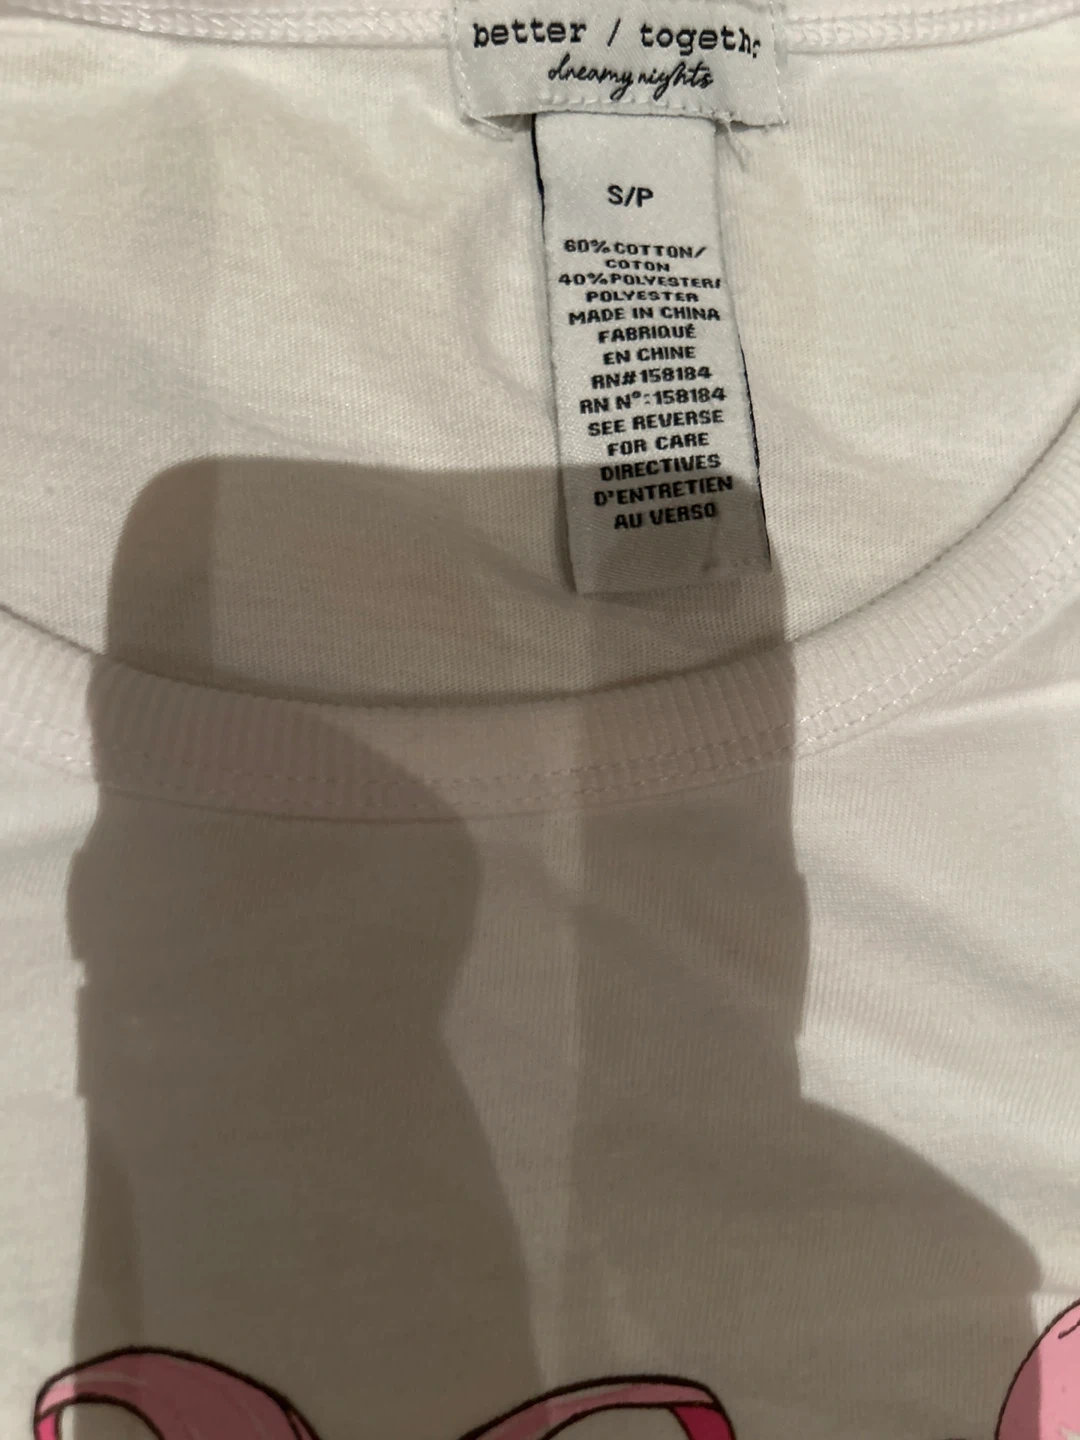 better / together
dreamy nights
S/P
60% COTTON/
COTON
40% POLYESTER/
POLYESTER
MADE IN CHINA
FABRIQUÉ
EN CHINE
RN#158184
RN N°:158184
SEE REVERSE
FOR CARE
DIRECTIVES
D'ENTRETIEN
AU VERSO